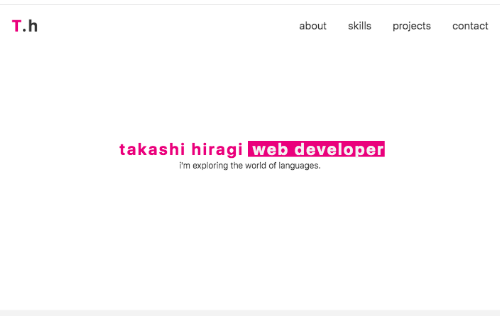 T.h
about skills projects contact
takashi hiragi web developer
i'm exploring the world of languages.